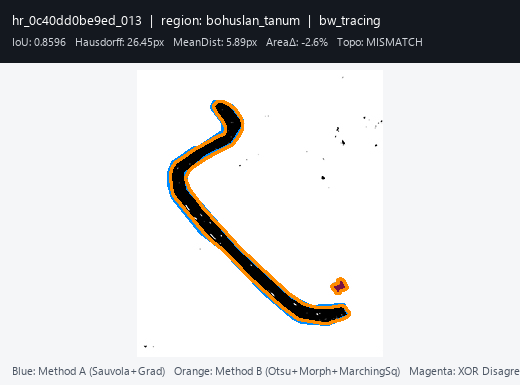 hr_0c40dd0be9ed_013 | region: bohuslan_tanum | bw_tracing
IoU: 0.8596 Hausdorff: 26.45px MeanDist: 5.89px AreaΔ: -2.6% Topo: MISMATCH
Blue: Method A (Sauvola+Grad) Orange: Method B (Otsu+Morph+MarchingSq) Magenta: XOR Disagre